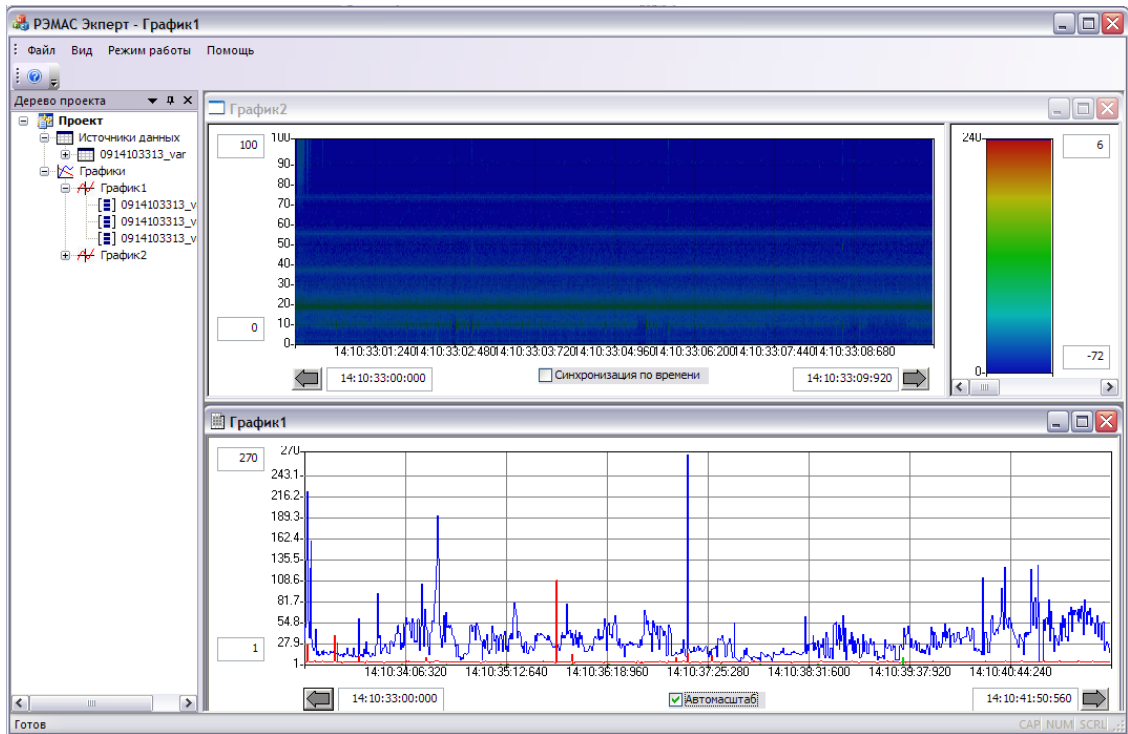 РЭМАС Эксперт - График1
Файл Вид Режим работы Помощь
Дерево проекта
Проект
Источники данных
0914103313_var
Графики
График1
0914103313_v
0914103313_v
0914103313_v
График2
График2
100
0
100
90
80
70
60
50
40
30
20
10
0
14:10:33:01:240 14:10:33:02:480 14:10:33:03:720 14:10:33:04:960 14:10:33:06:200 14:10:33:07:440 14:10:33:08:680
14:10:33:00:000 Синхронизация по времени 14:10:33:09:920
240
0
6
-72
График1
270
1
270
243.1
216.2
189.3
162.4
135.5
108.6
81.7
54.8
27.9
1
14:10:34:06:320 14:10:35:12:640 14:10:36:18:960 14:10:37:25:280 14:10:38:31:600 14:10:39:37:920 14:10:40:44:240
14:10:33:00:000 Автомасштаб 14:10:41:50:560
Готов CAP NUM SCRL